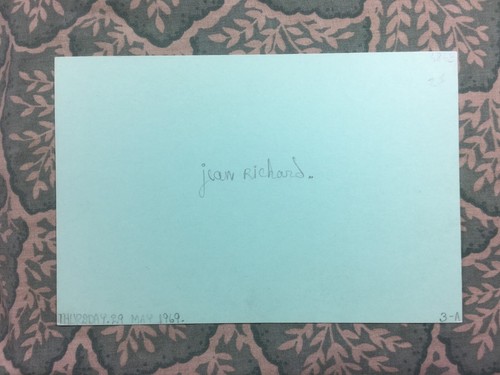 jean Richard.
THURSDAY.29 MAY 1969.
3-A